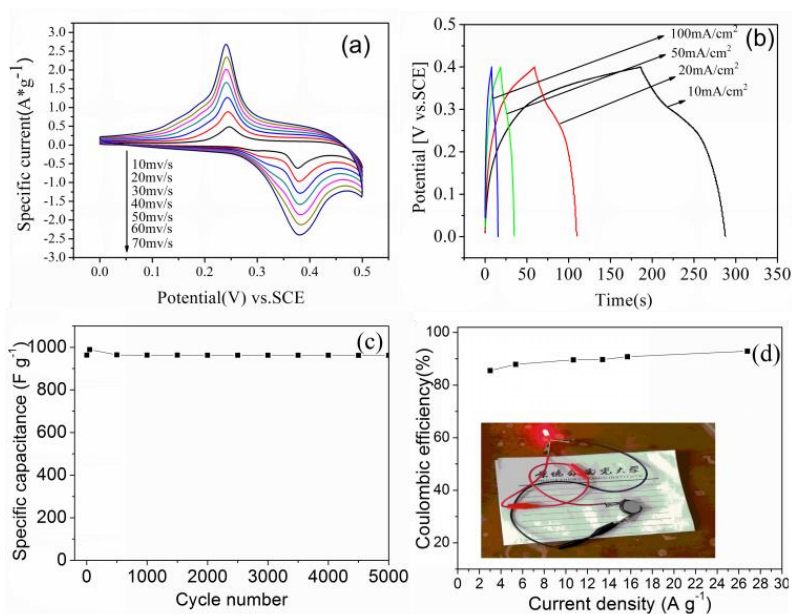 (a)
3.0
2.5
2.0
1.5
1.0
0.5
0.0
-0.5
-1.0
-1.5
-2.0
-2.5
-3.0
Specific current(A*g⁻¹)
10mv/s
20mv/s
30mv/s
40mv/s
50mv/s
60mv/s
70mv/s
0.0 0.1 0.2 0.3 0.4 0.5
Potential(V) vs.SCE
(b)
100mA/cm²
50mA/cm²
20mA/cm²
10mA/cm²
0.5
0.4
0.3
0.2
0.1
0.0
Potential [V vs.SCE]
0 50 100 150 200 250 300 350
Time(s)
(c)
1000
800
600
400
200
0
Specific capacitance (F g⁻¹)
0 1000 2000 3000 4000 5000
Cycle number
(d)
100
80
60
40
20
Coulombic efficiency(%)
0 2 4 6 8 10 12 14 16 18 20 22 24 26 28 30
Current density (A g⁻¹)